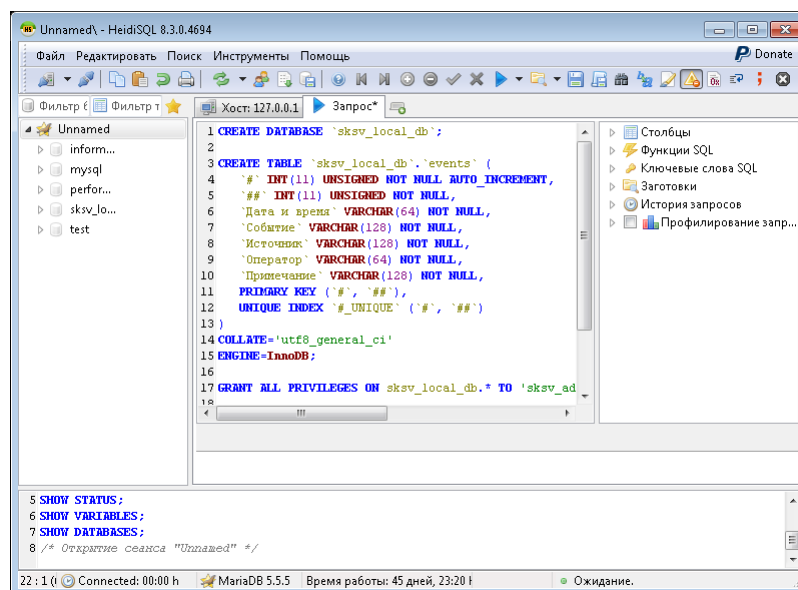 Unnamed\ - HeidiSQL 8.3.0.4694
Файл Редактировать Поиск Инструменты Помощь
Donate
Фильтр Фильтр т
Хост: 127.0.0.1 Запрос*
Unnamed
inform...
mysql
perfor...
sksv_lo...
test
1 CREATE DATABASE `sksv_local_db`;
2
3 CREATE TABLE `sksv_local_db`.`events` (
4 `#` INT(11) UNSIGNED NOT NULL AUTO_INCREMENT,
5 `##` INT(11) UNSIGNED NOT NULL,
6 `Дата и время` VARCHAR(64) NOT NULL,
7 `Событие` VARCHAR(128) NOT NULL,
8 `Источник` VARCHAR(128) NOT NULL,
9 `Оператор` VARCHAR(64) NOT NULL,
10 `Примечание` VARCHAR(128) NOT NULL,
11 PRIMARY KEY (`#`, `##`),
12 UNIQUE INDEX `#_UNIQUE` (`#`, `##`)
13 )
14 COLLATE='utf8_general_ci'
15 ENGINE=InnoDB;
16
17 GRANT ALL PRIVILEGES ON sksv_local_db.* TO 'sksv_ad
18
Столбцы
Функции SQL
Ключевые слова SQL
Заготовки
История запросов
Профилирование запр...
5 SHOW STATUS;
6 SHOW VARIABLES;
7 SHOW DATABASES;
8 /* Открытие сеанса "Unnamed" */
22 : 1 ( Connected: 00:00 h MariaDB 5.5.5 Время работы: 45 дней, 23:20 Ожидание.